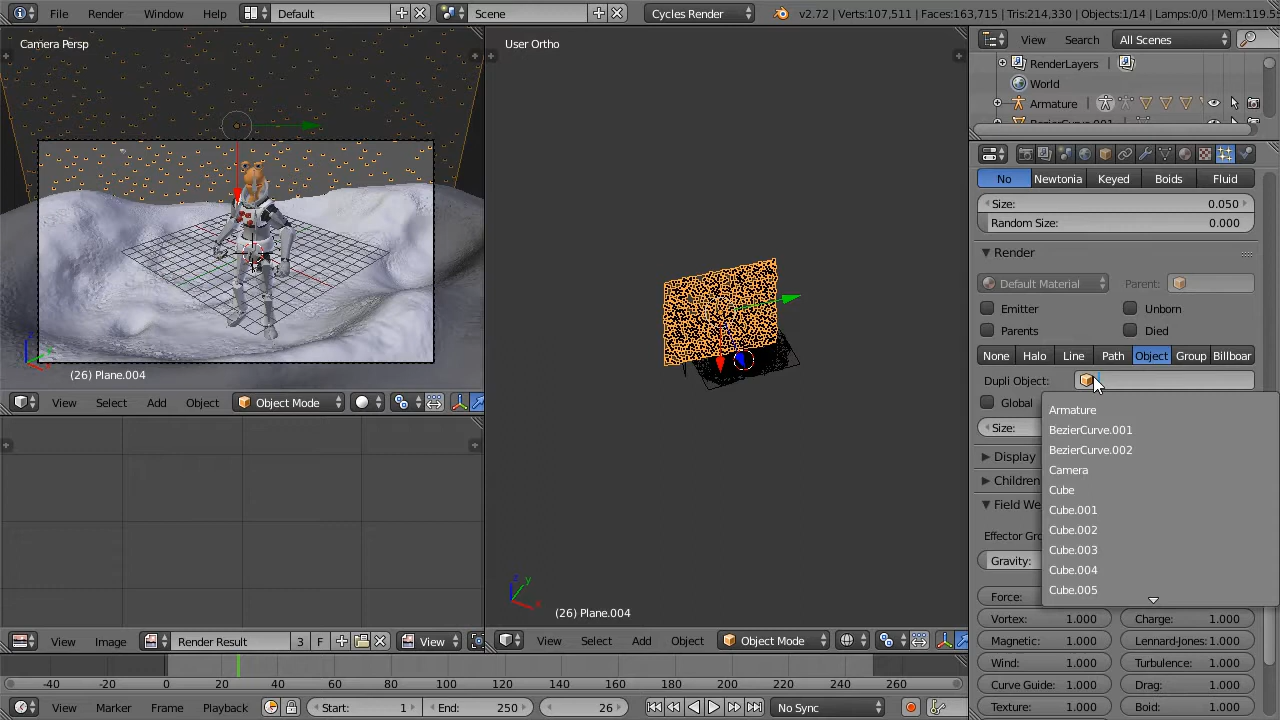 File Render Window Help Default Scene Cycles Render v2.72 | Verts:107,511 | Faces:163,715 | Tris:214,330 | Objects:1/14 | Lamps:0/0 |
Camera Persp
(26) Plane.004
View Select Add Object Object Mode
View Image Render Result 3 F View
User Ortho
(26) Plane.004
View Select Add Object Object Mode
View Search All Scenes
RenderLayers
World
Armature
BezierCurve.001
No Newtonia Keyed Boids Fluid
Size: 0.050
Random Size: 0.000
Render
Default Material Parent:
Emitter Unborn
Parents Died
None Halo Line Path Object Group Billboar
Dupli Object:
Global
Size:
Display
Children
Field We
Effector Gro
Gravity:
Force:
Armature
BezierCurve.001
BezierCurve.002
Camera
Cube
Cube.001
Cube.002
Cube.003
Cube.004
Cube.005
Vortex: 1.000 Charge: 1.000
Magnetic: 1.000 Lennard-Jones: 1.000
Wind: 1.000 Turbulence: 1.000
Curve Guide: 1.000 Drag: 1.000
Texture: 1.000 Boid: 1.000
-40 -20 0 20 40 60 80 100 120 140 160 180 200 220 240 260
View Marker Frame Playback Start: 1 End: 250 26 No Sync